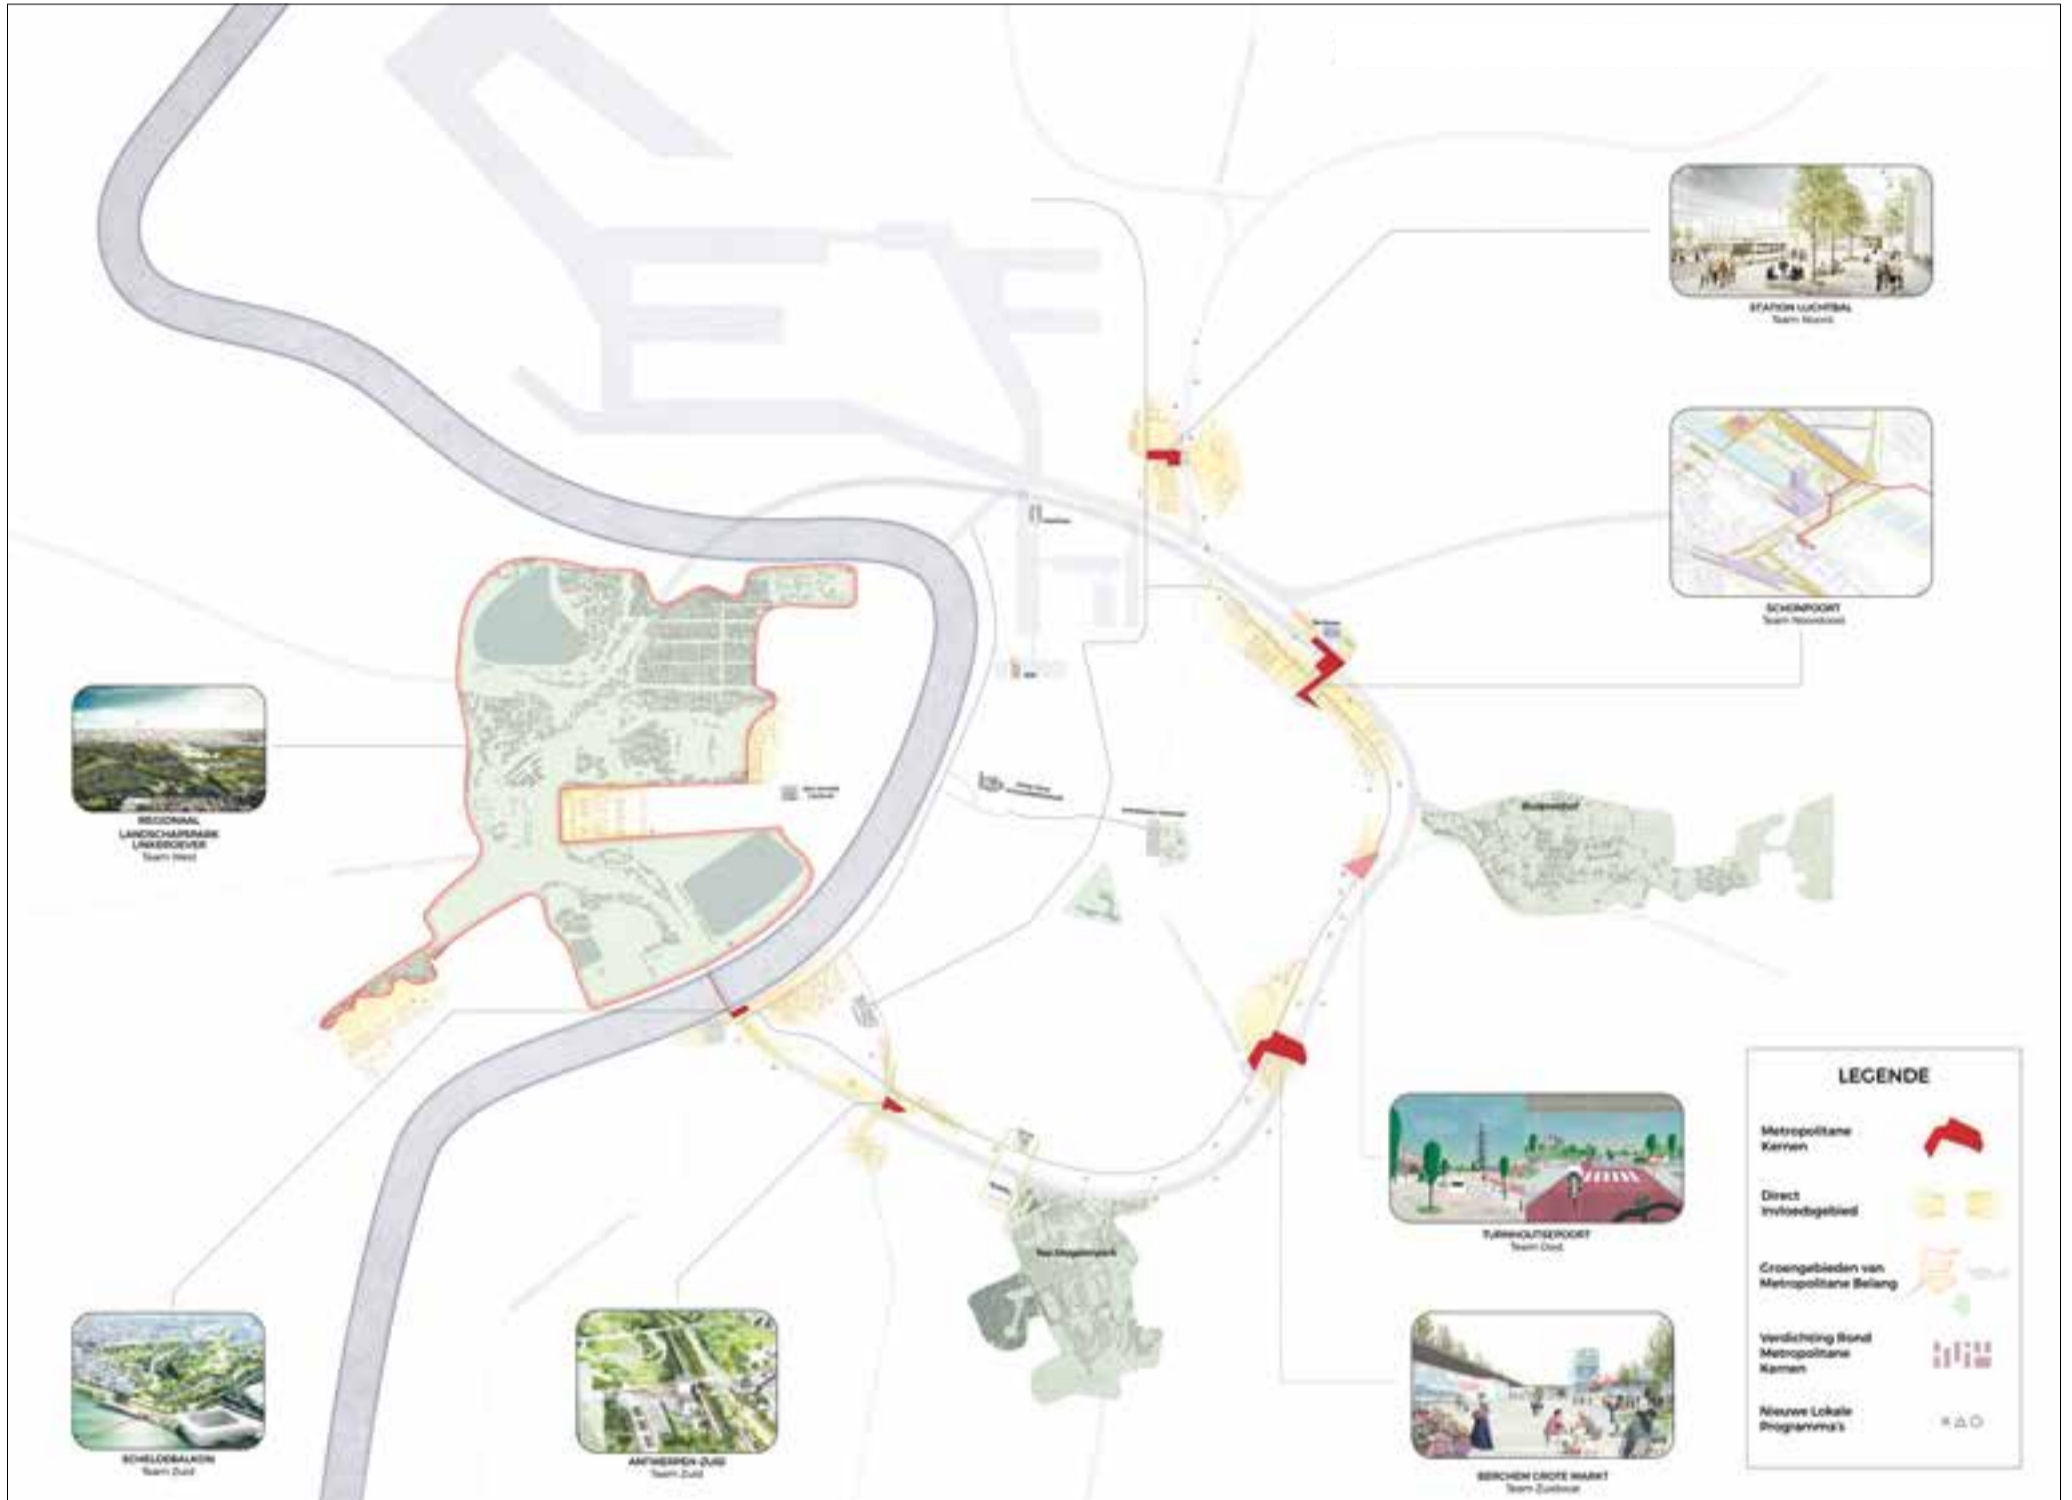 STATION LUCHTBAL
Team Noord
SCHIJNPOORT
Team Noordoost
REGIONAAL
LANDSCHAPSPARK
LINKEROEVER
Team West
Rivierenhof
LEGENDE
Metropolitane
Kernen
Direct
Invloedsgebied
Groengebieden van
Metropolitane Belang
Verdichting Rond
Metropolitane
Kernen
Nieuwe Lokale
Programma's
TURNHOUTSEPOORT
Team Oost
SCHELDEBALKON
Team Zuid
ANTWERPEN-ZUID
Team Zuid
BERCHEM GROTE MARKT
Team Zuidoost